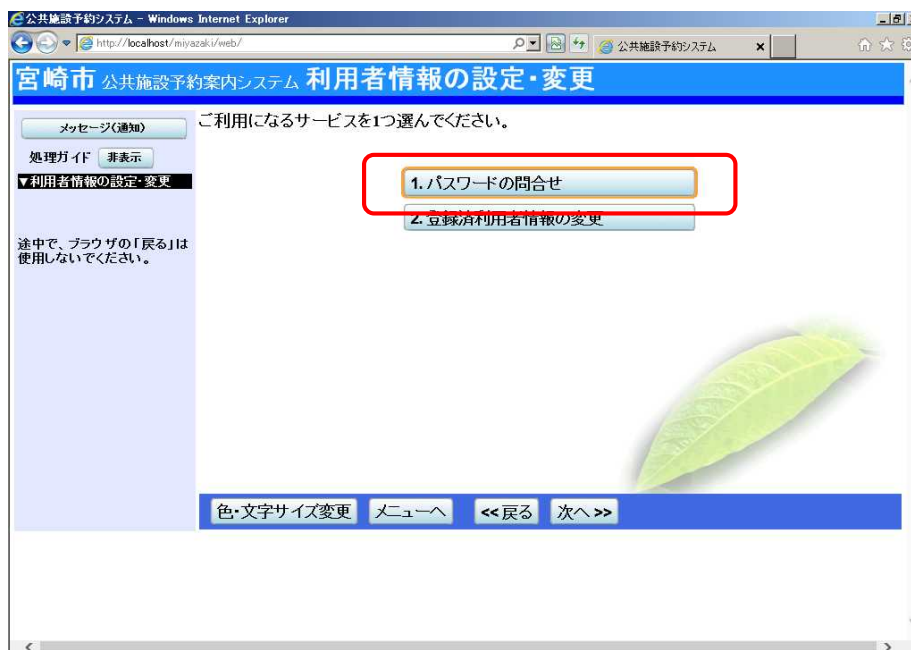 公共施設予約システム - Windows Internet Explorer
http://localhost/miyazaki/web/
公共施設予約システム
宮崎市 公共施設予約案内システム 利用者情報の設定・変更
メッセージ(通知)
処理ガイド 非表示
▼利用者情報の設定・変更
途中で、ブラウザの「戻る」は
使用しないでください。
ご利用になるサービスを1つ選んでください。
1. パスワードの問合せ
2. 登録済利用者情報の変更
色・文字サイズ変更 メニューへ <<戻る 次へ>>